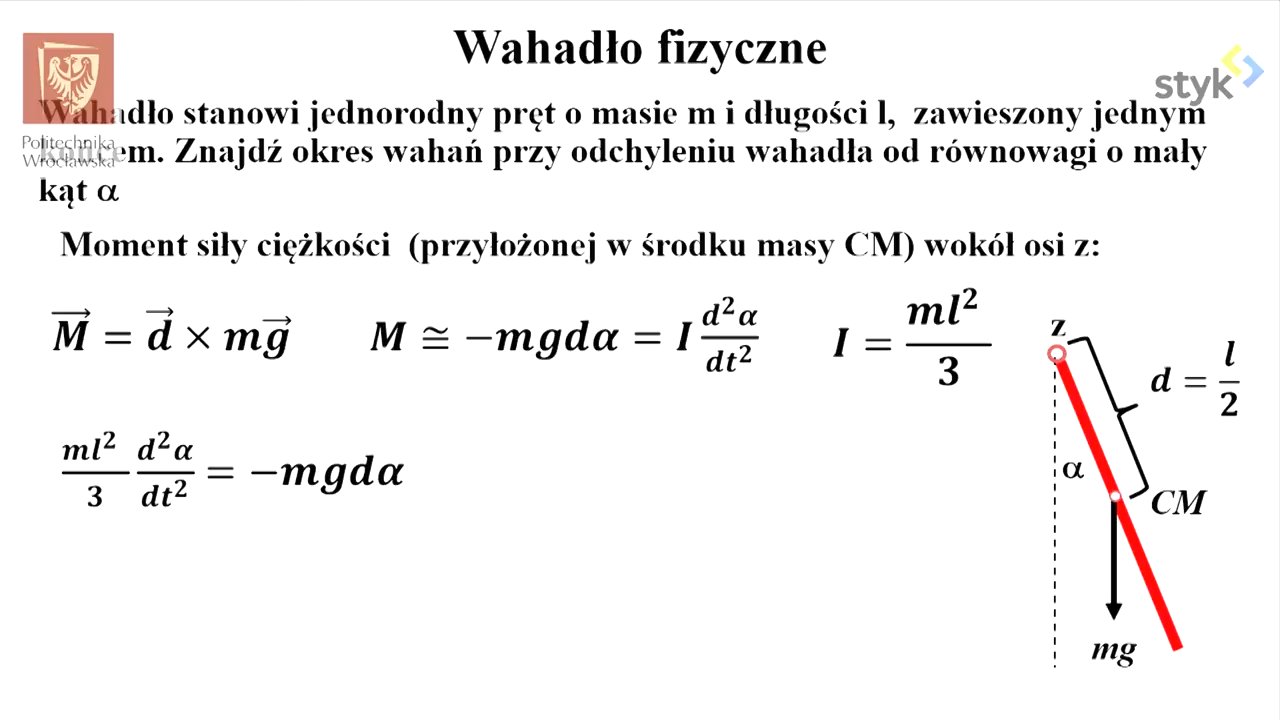 Wahadło fizyczne
styk
Wahadło stanowi jednorodny pręt o masie m i długości l, zawieszony jednym
Politechnika
Wrocławska
końcem. Znajdź okres wahań przy odchyleniu wahadła od równowagi o mały
kąt α
Moment siły ciężkości (przyłożonej w środku masy CM) wokół osi z:
M⃗ = d⃗ × mg⃗ M ≅ −mgdα = I d²α/dt² I = ml²/3
z
d = l/2
ml²/3 d²α/dt² = −mgdα
α
CM
mg